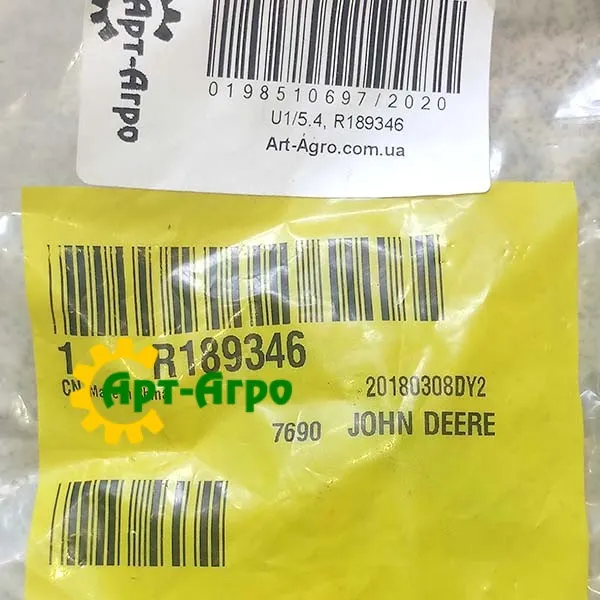 Арт-Агро
0198510697/2020
U1/5.4, R189346
Art-Agro.com.ua
1 R189346
CN
Арт-Агро
20180308DY2
7690 JOHN DEERE